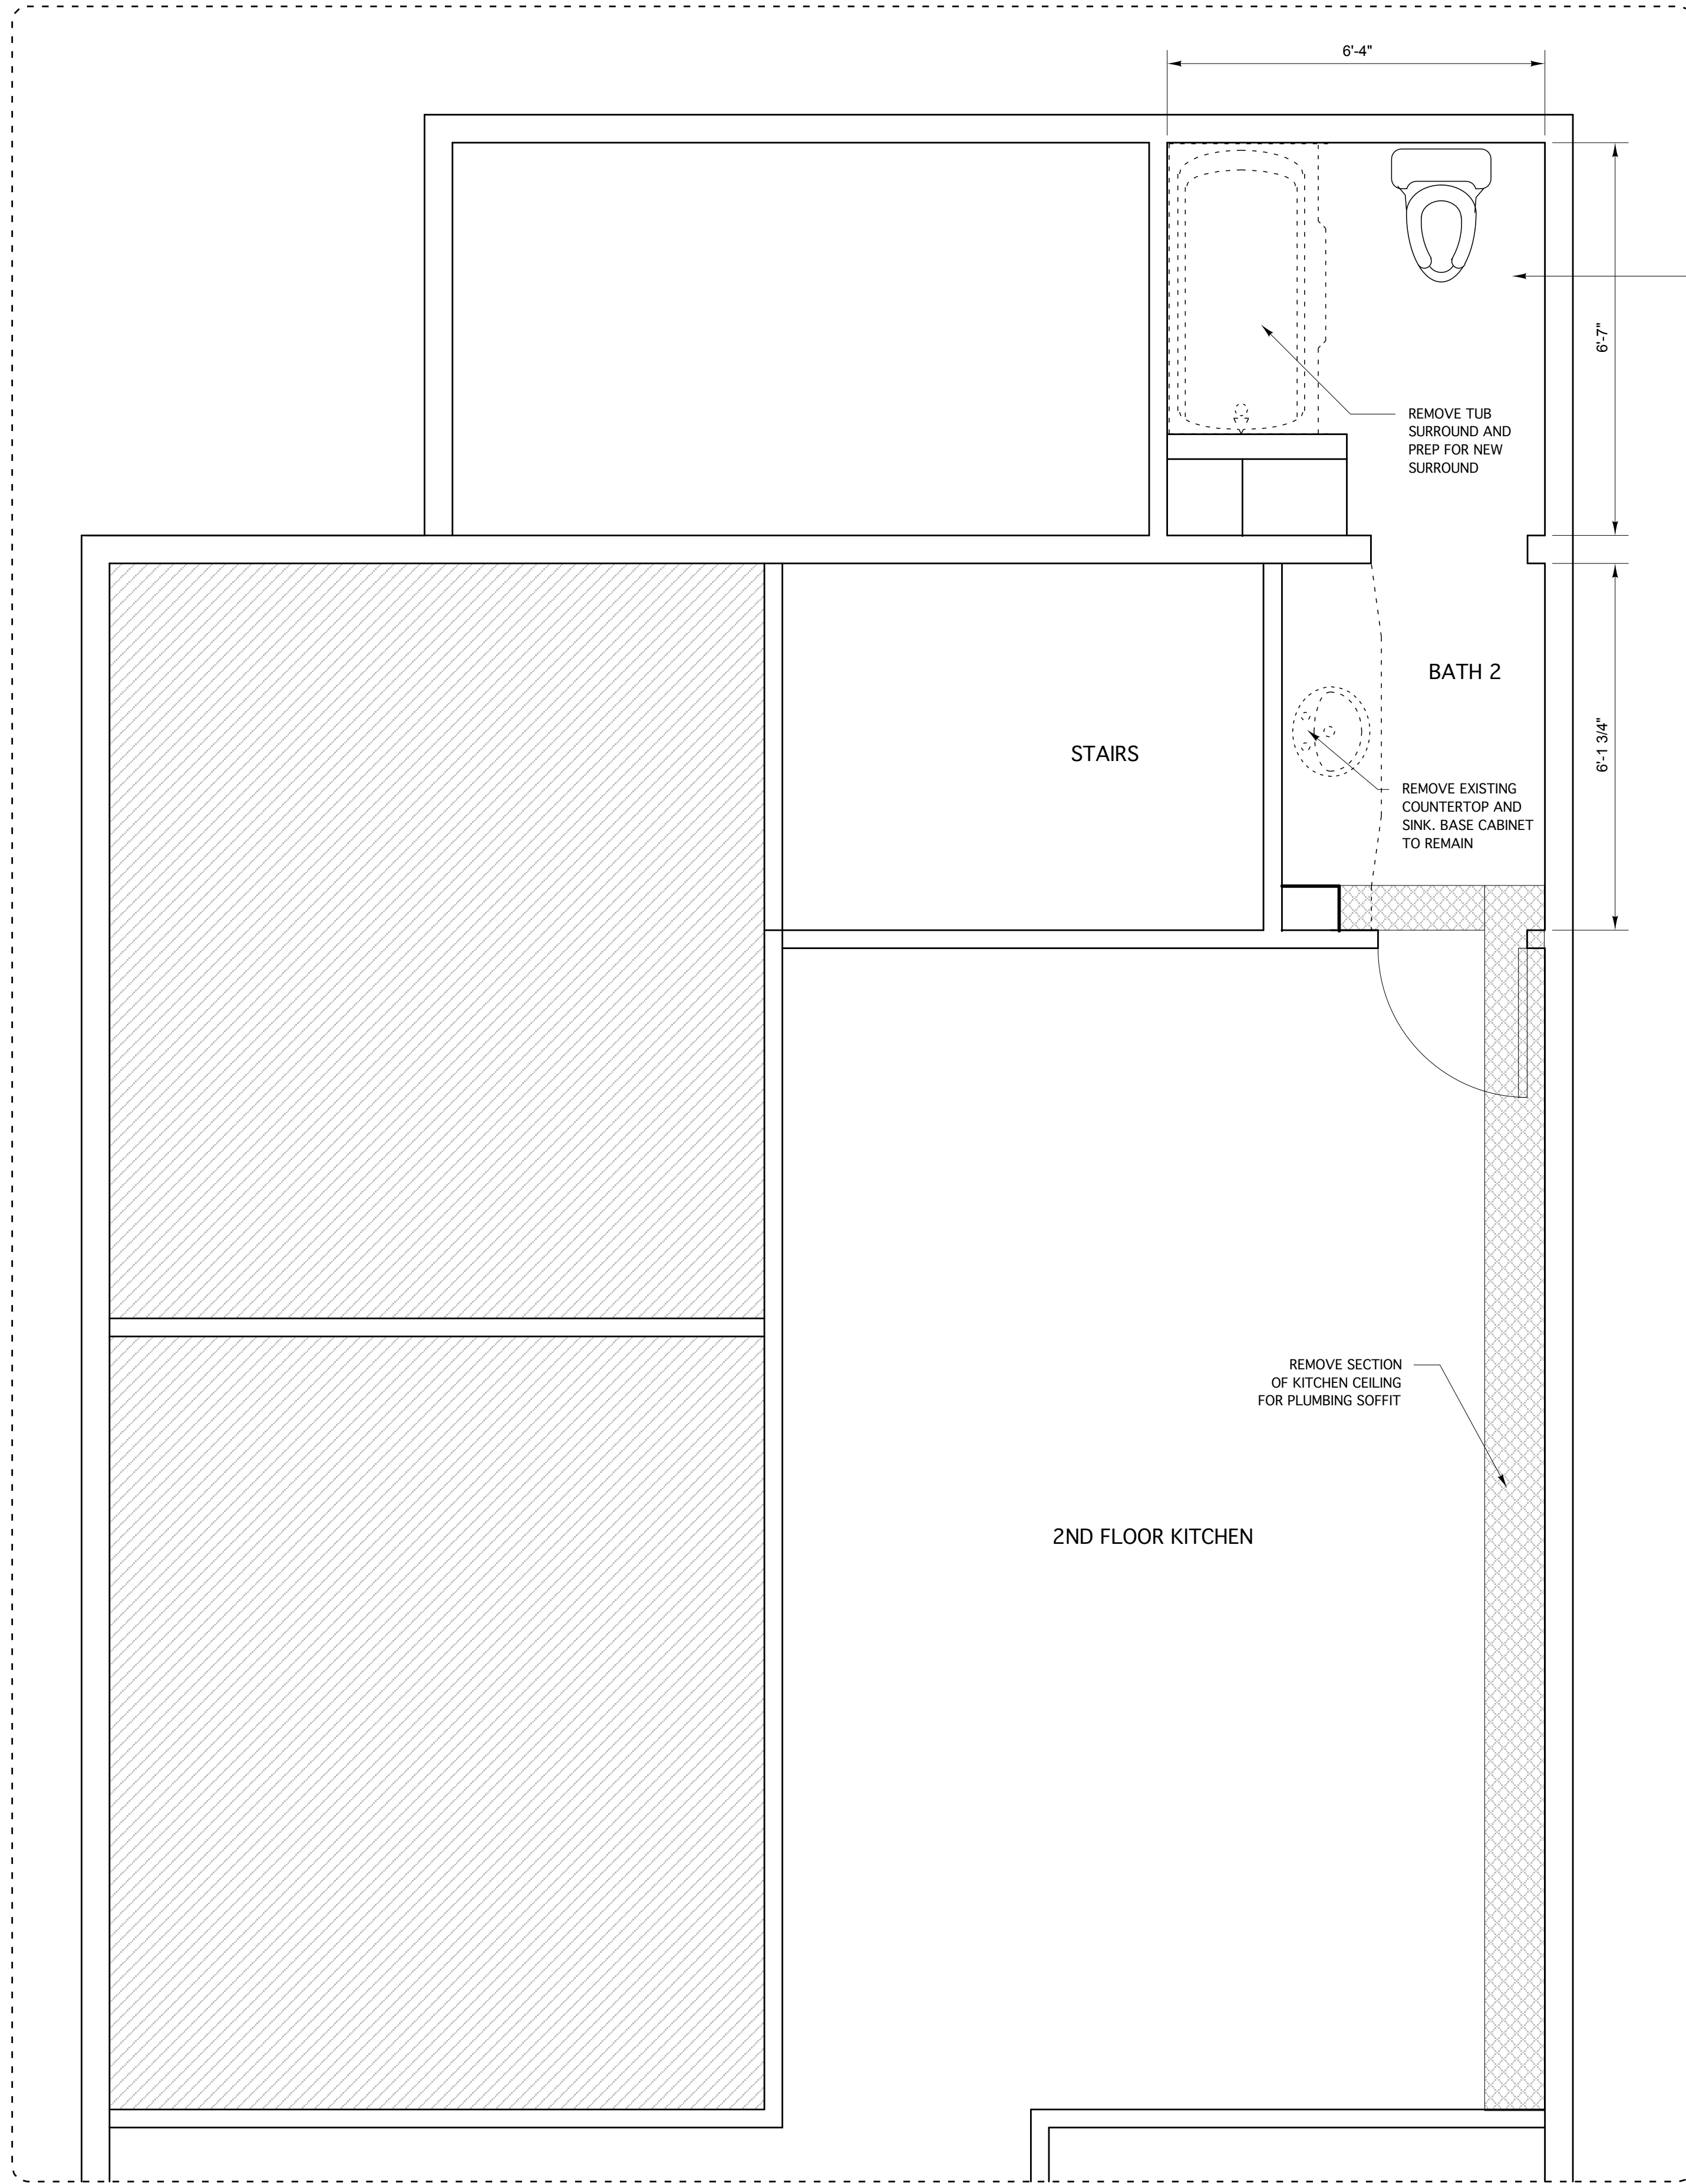 6'-4"
6'-7"
REMOVE TUB
SURROUND AND
PREP FOR NEW
SURROUND
BATH 2
STAIRS
6'-1 3/4"
REMOVE EXISTING
COUNTERTOP AND
SINK. BASE CABINET
TO REMAIN
REMOVE SECTION
OF KITCHEN CEILING
FOR PLUMBING SOFFIT
2ND FLOOR KITCHEN